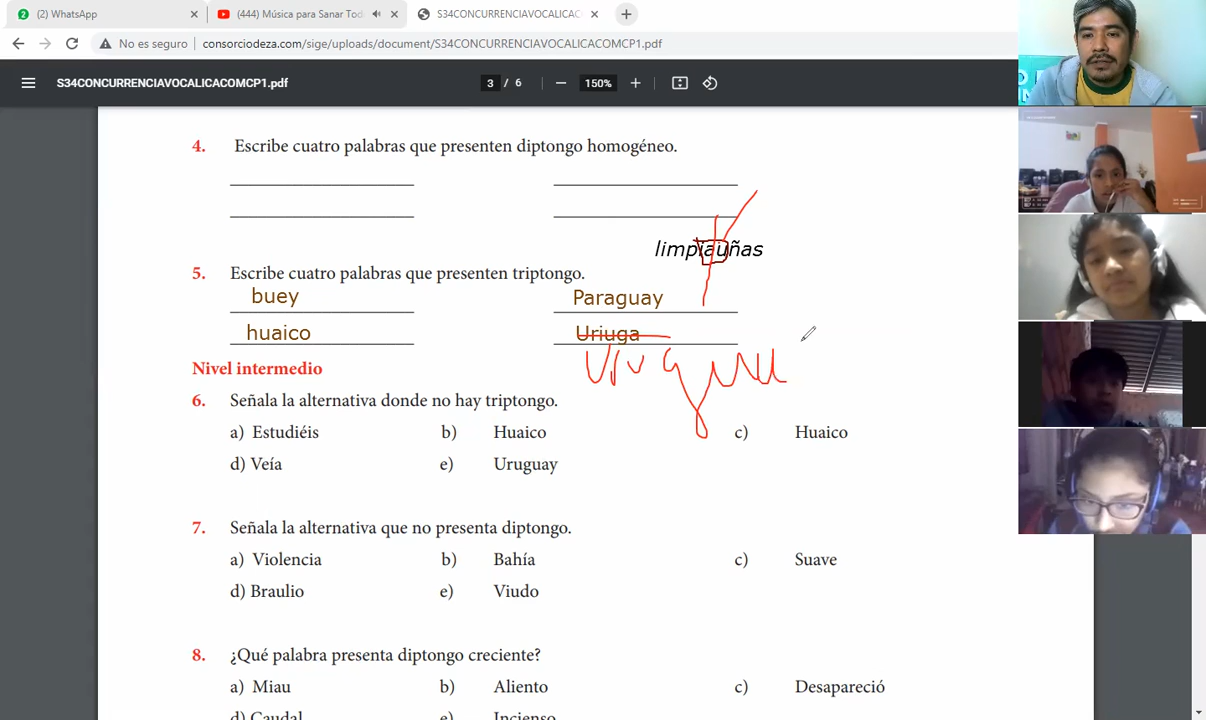 (2) WhatsApp
(444) Música para Sanar Tod
S34CONCURRENCIAVOCALICAC
No es seguro consorciodeza.com/sige/uploads/document/S34CONCURRENCIAVOCALICACOMCP1.pdf
S34CONCURRENCIAVOCALICACOMCP1.pdf 3 / 6 150%
4. Escribe cuatro palabras que presenten diptongo homogéneo.
limpiauñas
5. Escribe cuatro palabras que presenten triptongo.
buey Paraguay
huaico Uriuga
Nivel intermedio
6. Señala la alternativa donde no hay triptongo.
a) Estudiéis b) Huaico c) Huaico
d) Veía e) Uruguay
7. Señala la alternativa que no presenta diptongo.
a) Violencia b) Bahía c) Suave
d) Braulio e) Viudo
8. ¿Qué palabra presenta diptongo creciente?
a) Miau b) Aliento c) Desapareció
d) Caudal e) Incienso